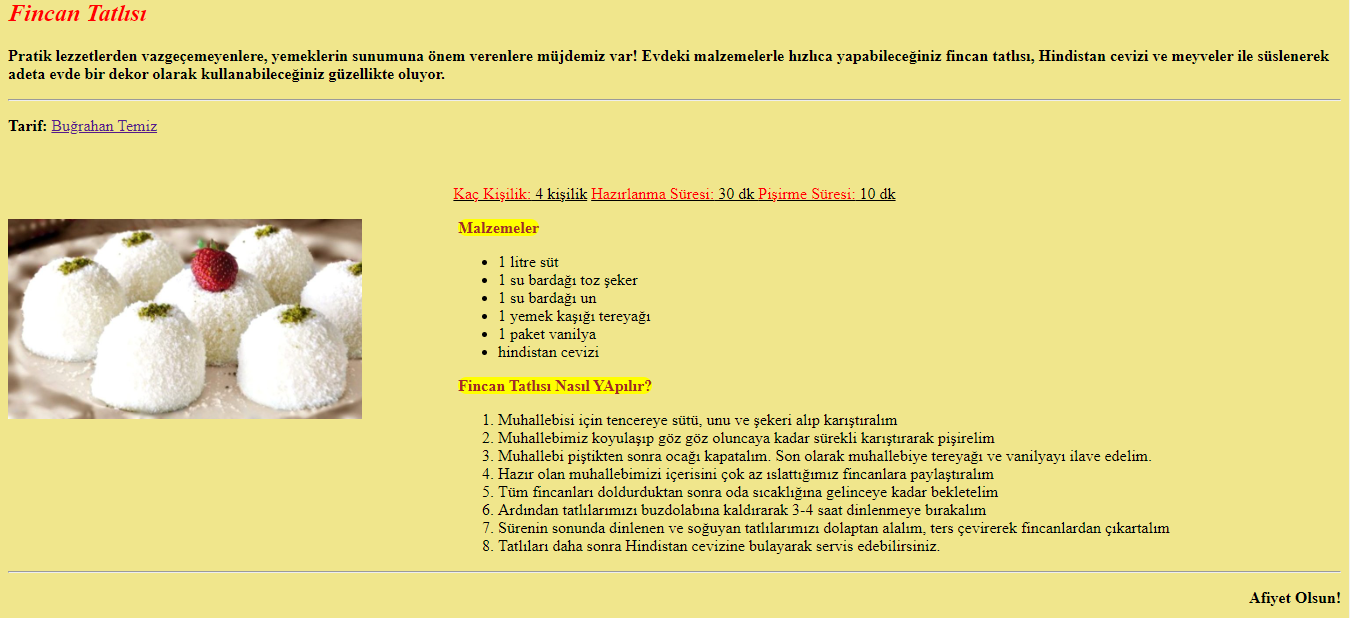 Fincan Tatlısı
Pratik lezzetlerden vazgeçemeyenlere, yemeklerin sunumuna önem verenlere müjdemiz var! Evdeki malzemelerle hızlıca yapabileceğiniz fincan tatlısı, Hindistan cevizi ve meyveler ile süslenerek
adeta evde bir dekor olarak kullanabileceğiniz güzellikte oluyor.
Tarif: Buğrahan Temiz
Kaç Kişilik: 4 kişilik Hazırlanma Süresi: 30 dk Pişirme Süresi: 10 dk
Malzemeler
• 1 litre süt
• 1 su bardağı toz şeker
• 1 su bardağı un
• 1 yemek kaşığı tereyağı
• 1 paket vanilya
• hindistan cevizi
Fincan Tatlısı Nasıl YApılır?
1. Muhallebisi için tencereye sütü, unu ve şekeri alıp karıştıralım
2. Muhallebimiz koyulaşıp göz göz oluncaya kadar sürekli karıştırarak pişirelim
3. Muhallebi piştikten sonra ocağı kapatalım. Son olarak muhallebiye tereyağı ve vanilyayı ilave edelim.
4. Hazır olan muhallebimizi içerisini çok az ıslattığımız fincanlara paylaştıralım
5. Tüm fincanları doldurduktan sonra oda sıcaklığına gelinceye kadar bekletelim
6. Ardından tatlılarımızı buzdolabına kaldırarak 3-4 saat dinlenmeye bırakalım
7. Sürenin sonunda dinlenen ve soğuyan tatlılarımızı dolaptan alalım, ters çevirerek fincanlardan çıkartalım
8. Tatlıları daha sonra Hindistan cevizine bulayarak servis edebilirsiniz.
Afiyet Olsun!